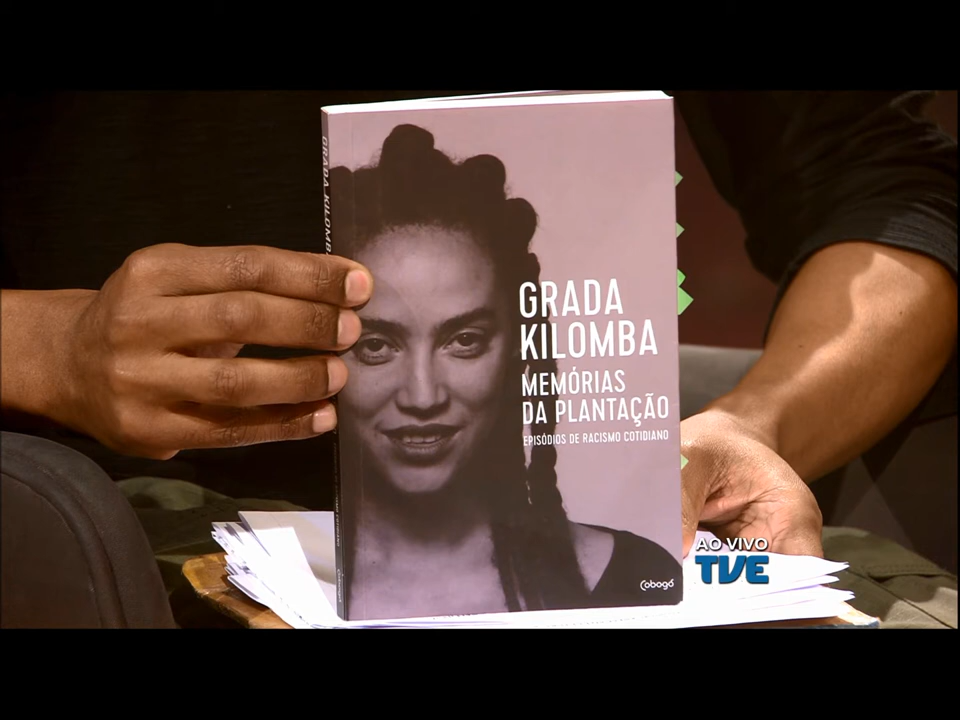 GRADA KILOMBA
GRADA
KILOMBA
MEMÓRIAS
DA PLANTAÇÃO
EPISÓDIOS DE RACISMO COTIDIANO
Cobogó
AO VIVO
TVE